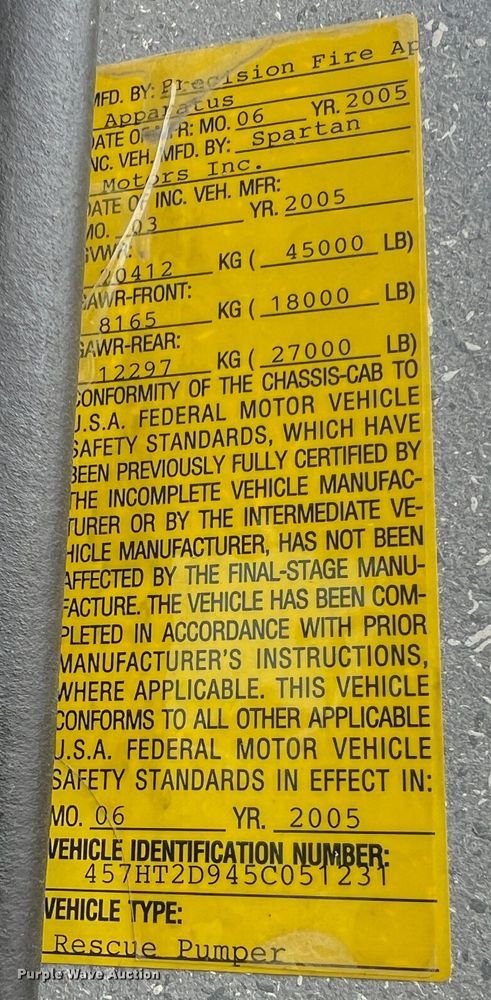 MFD. BY: Precision Fire Ap
Apparatus
DATE OF MFR: MO. 06 YR. 2005
INC. VEH. MFD. BY: Spartan
Motors Inc.
DATE OF INC. VEH. MFR:
MO. 03 YR. 2005
GVWR:
20412 KG ( 45000 LB)
GAWR-FRONT:
8165 KG ( 18000 LB)
GAWR-REAR:
12297 KG ( 27000 LB)
CONFORMITY OF THE CHASSIS-CAB TO
U.S.A. FEDERAL MOTOR VEHICLE
SAFETY STANDARDS, WHICH HAVE
BEEN PREVIOUSLY FULLY CERTIFIED BY
THE INCOMPLETE VEHICLE MANUFAC-
TURER OR BY THE INTERMEDIATE VE-
HICLE MANUFACTURER, HAS NOT BEEN
AFFECTED BY THE FINAL-STAGE MANU-
FACTURE. THE VEHICLE HAS BEEN COM-
PLETED IN ACCORDANCE WITH PRIOR
MANUFACTURER'S INSTRUCTIONS,
WHERE APPLICABLE. THIS VEHICLE
CONFORMS TO ALL OTHER APPLICABLE
U.S.A. FEDERAL MOTOR VEHICLE
SAFETY STANDARDS IN EFFECT IN:
MO. 06 YR. 2005
VEHICLE IDENTIFICATION NUMBER:
457HT2D945C051231
VEHICLE TYPE:
Rescue Pumper
Purple Wave Auction